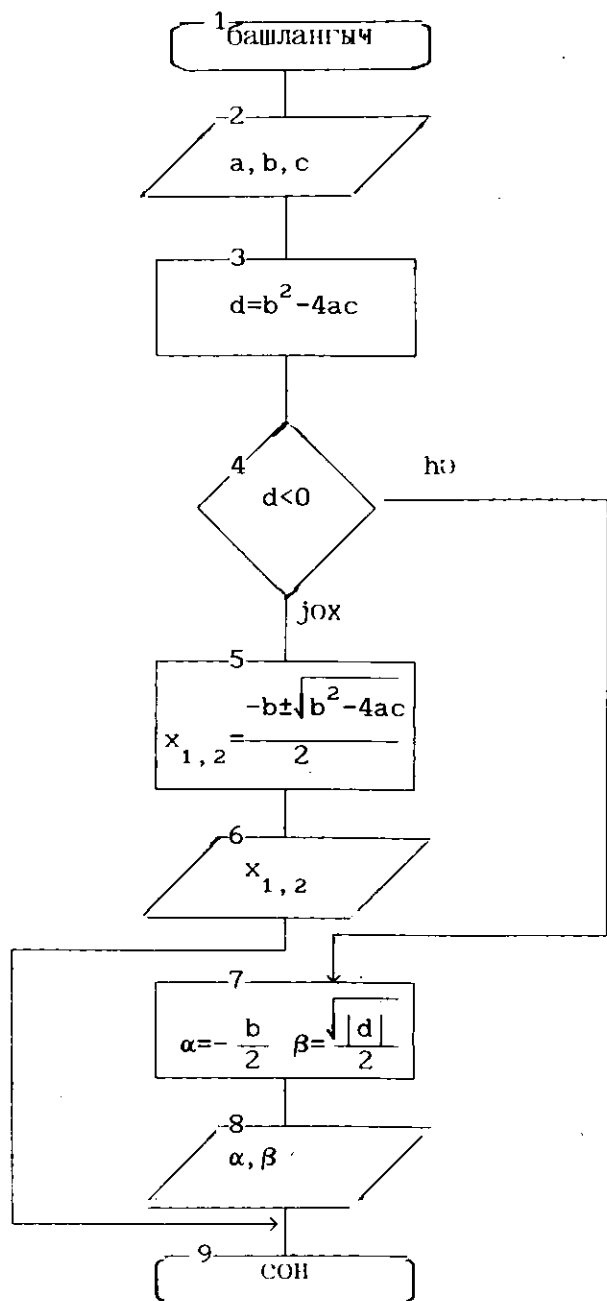 1
башлангыч
2
a, b, c
3
d=b²-4ac
4
d<0
hə
jox
5
x₁,₂ = (-b±√(b²-4ac))/2
6
x₁,₂
7
α=- b/2 β= √|d|/2
8
α, β
9
сон